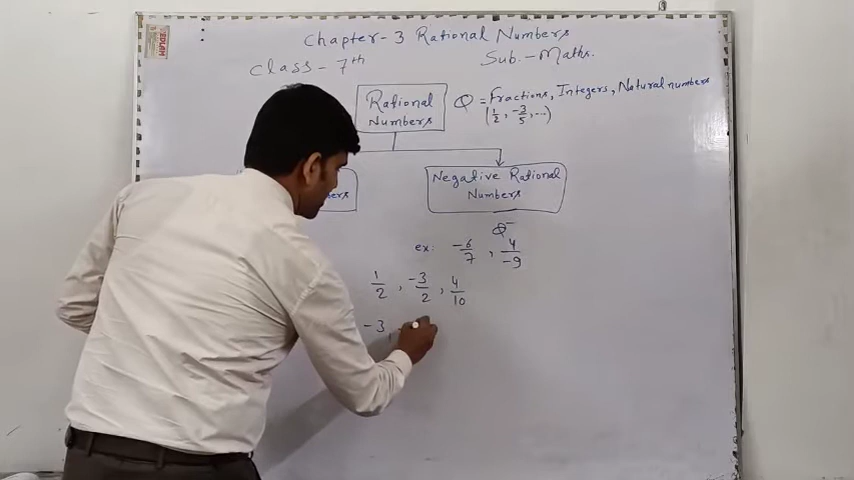 Chapter-3 Rational Numbers
Class-7th Sub.-Maths.
Rational Numbers
Q = Fractions, Integers, Natural numbers
(1/2, -3/5, ...)
Negative Rational Numbers
Q⁻
ex: -6/7, 4/-9
1/2, -3/2, 4/10
-3,